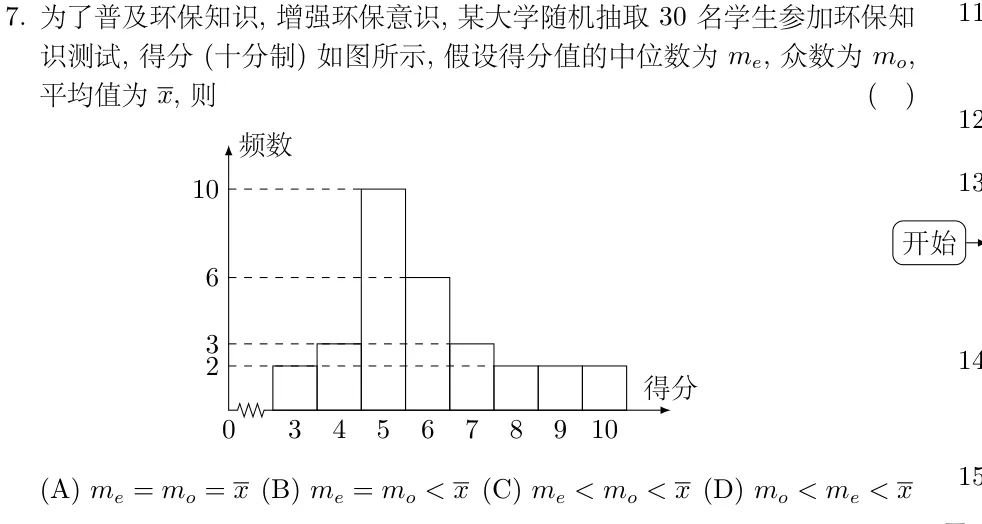 7. 为了普及环保知识, 增强环保意识, 某大学随机抽取 30 名学生参加环保知
识测试, 得分 (十分制) 如图所示, 假设得分值的中位数为 mₑ, 众数为 mₒ,
平均值为 x̅, 则 ( )
频数
10
6
3
2
得分
0 3 4 5 6 7 8 9 10
(A) mₑ = mₒ = x̅ (B) mₑ = mₒ < x̅ (C) mₑ < mₒ < x̅ (D) mₒ < mₑ < x̅
11
12
13
开始
14
15